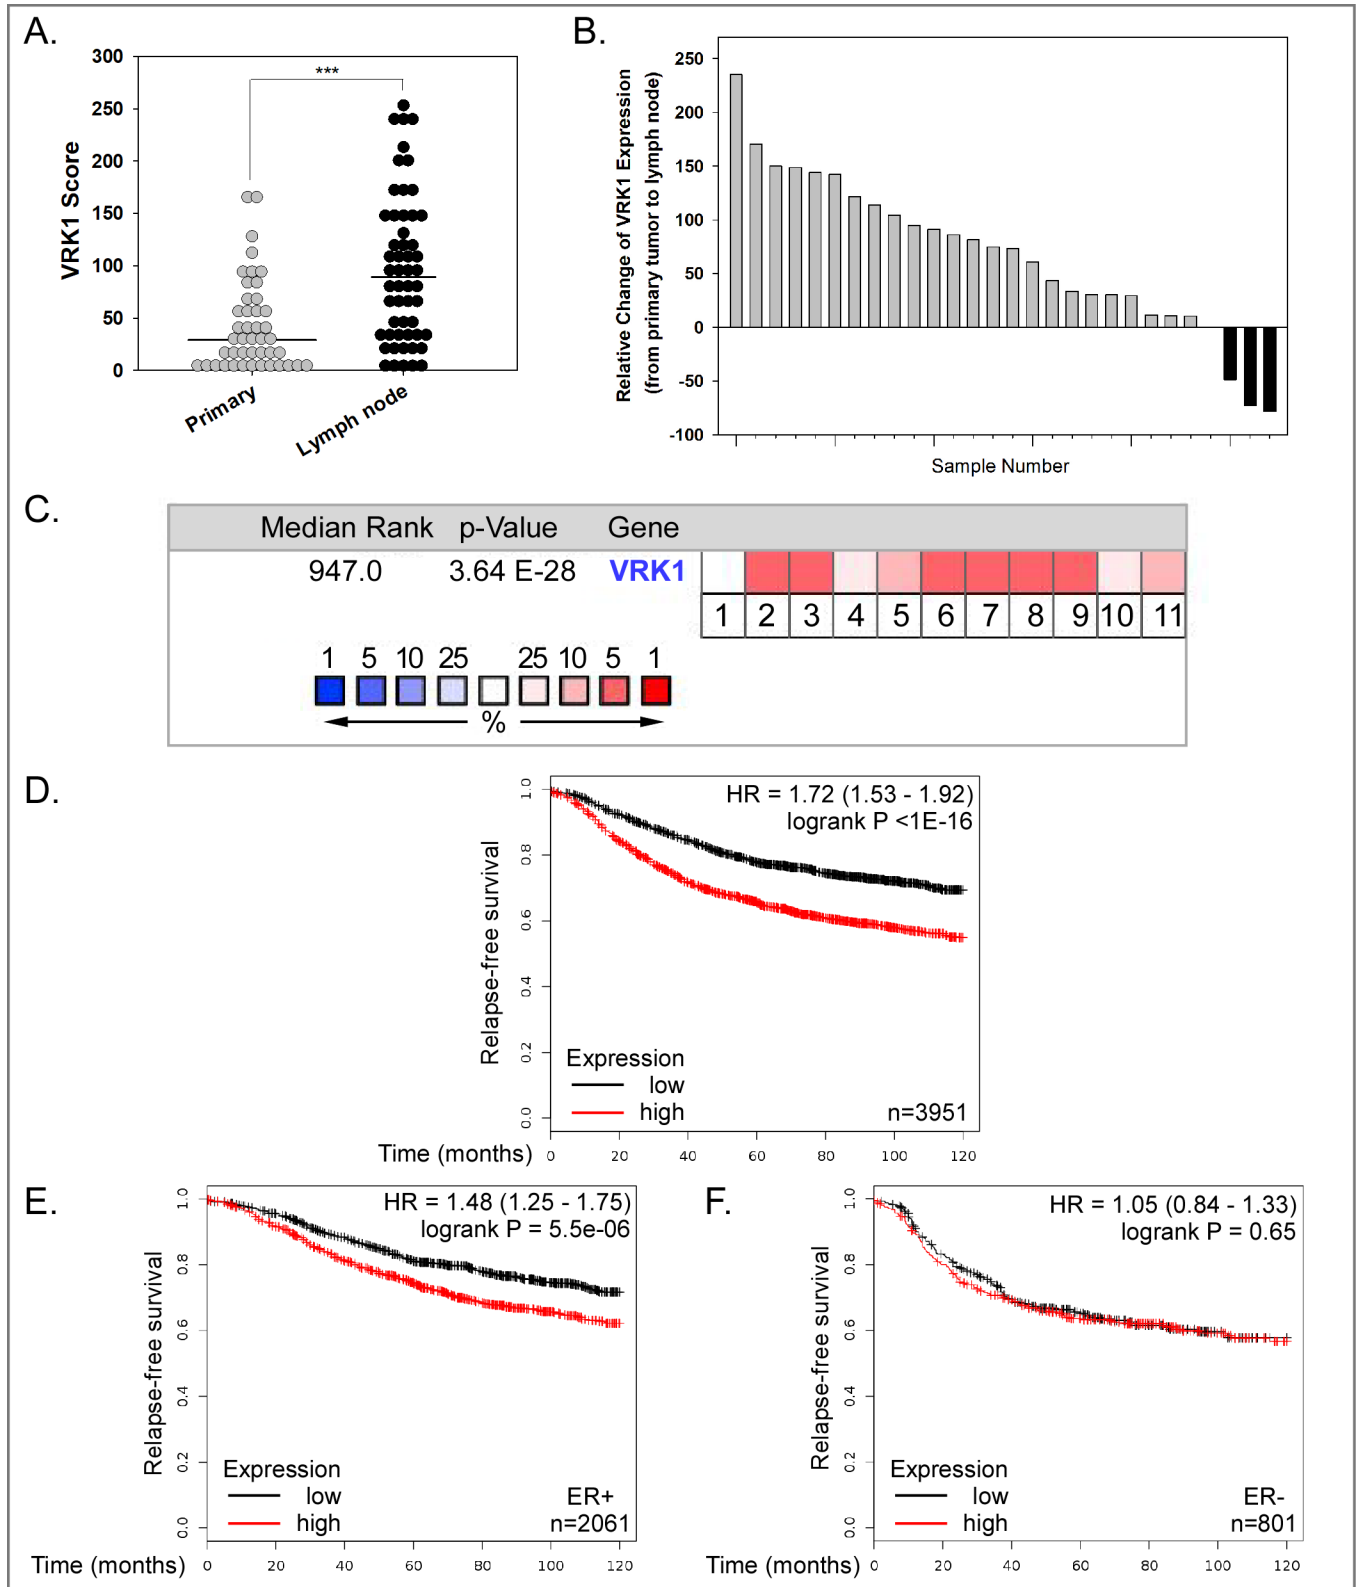 A.
300
250
200
150
100
50
0
VRK1 Score
***
Primary
Lymph node
B.
250
200
150
100
50
0
-50
-100
Relative Change of VRK1 Expression
(from primary tumor to lymph node)
Sample Number
C.
Median Rank p-Value Gene
947.0 3.64 E-28 VRK1
1 2 3 4 5 6 7 8 9 10 11
1 5 10 25 25 10 5 1
%
D.
HR = 1.72 (1.53 - 1.92)
logrank P <1E-16
Relapse-free survival
1.0
0.8
0.6
0.4
0.2
0.0
Expression
low
high
n=3951
Time (months) 0 20 40 60 80 100 120
E.
HR = 1.48 (1.25 - 1.75)
logrank P = 5.5e-06
Relapse-free survival
1.0
0.8
0.6
0.4
0.2
0.0
Expression
low
high
ER+
n=2061
Time (months) 0 20 40 60 80 100 120
F.
HR = 1.05 (0.84 - 1.33)
logrank P = 0.65
Relapse-free survival
1.0
0.8
0.6
0.4
0.2
0.0
Expression
low
high
ER-
n=801
Time (months) 0 20 40 60 80 100 120